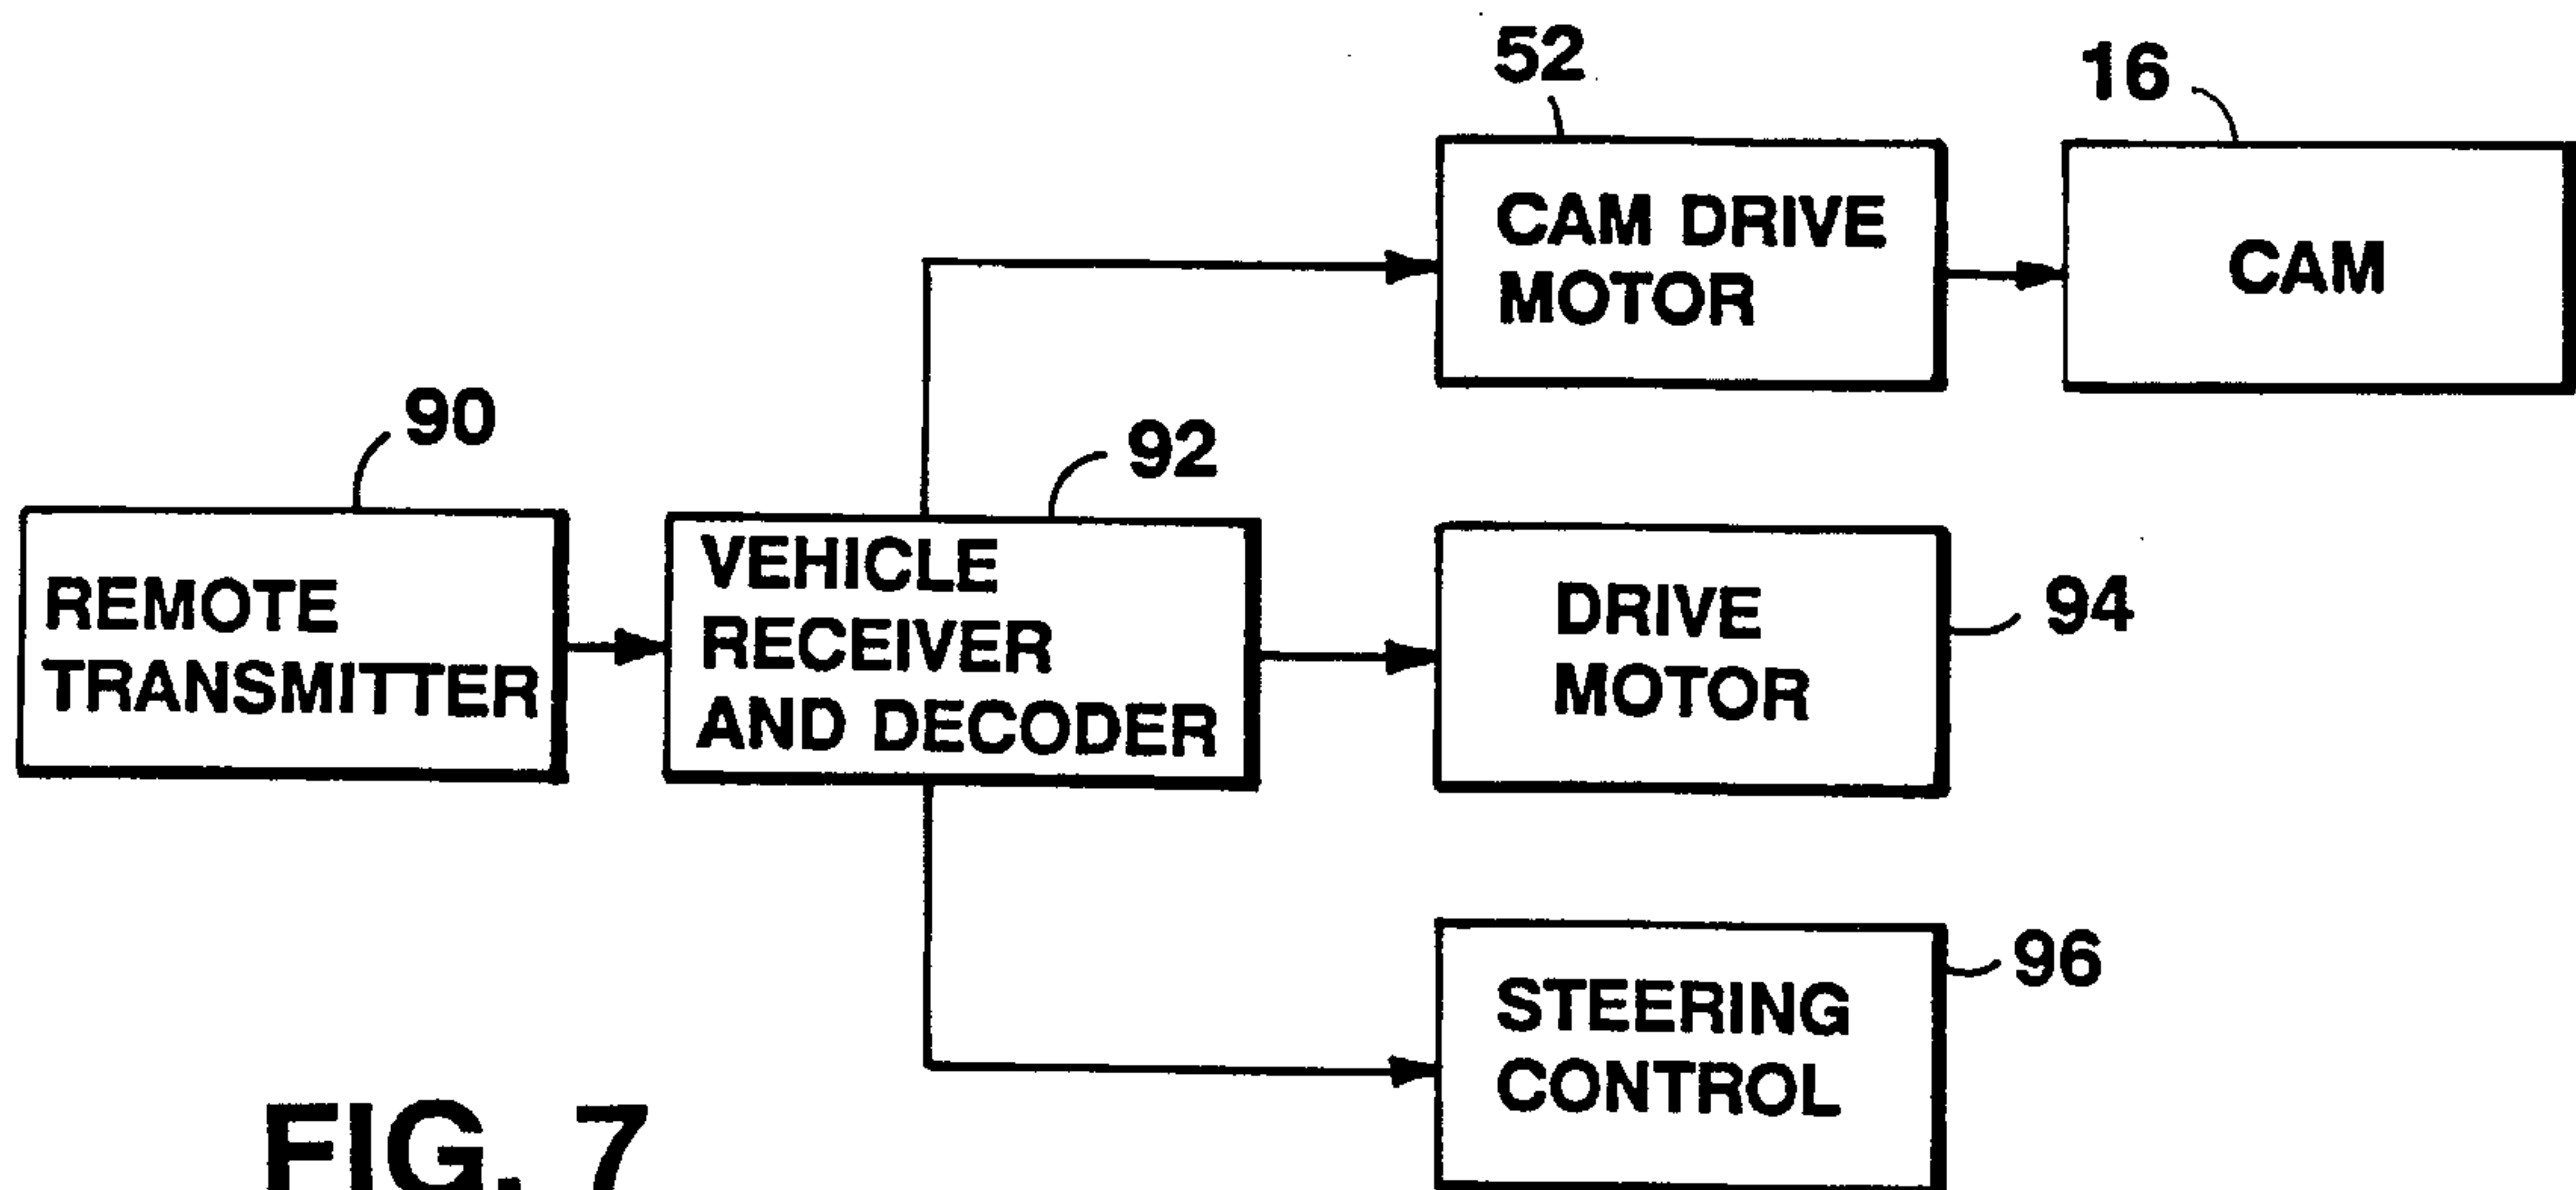 52
16
CAM DRIVE
MOTOR
CAM
90
92
REMOTE
TRANSMITTER
VEHICLE
RECEIVER
AND DECODER
DRIVE
MOTOR
94
STEERING
CONTROL
96
FIG. 7